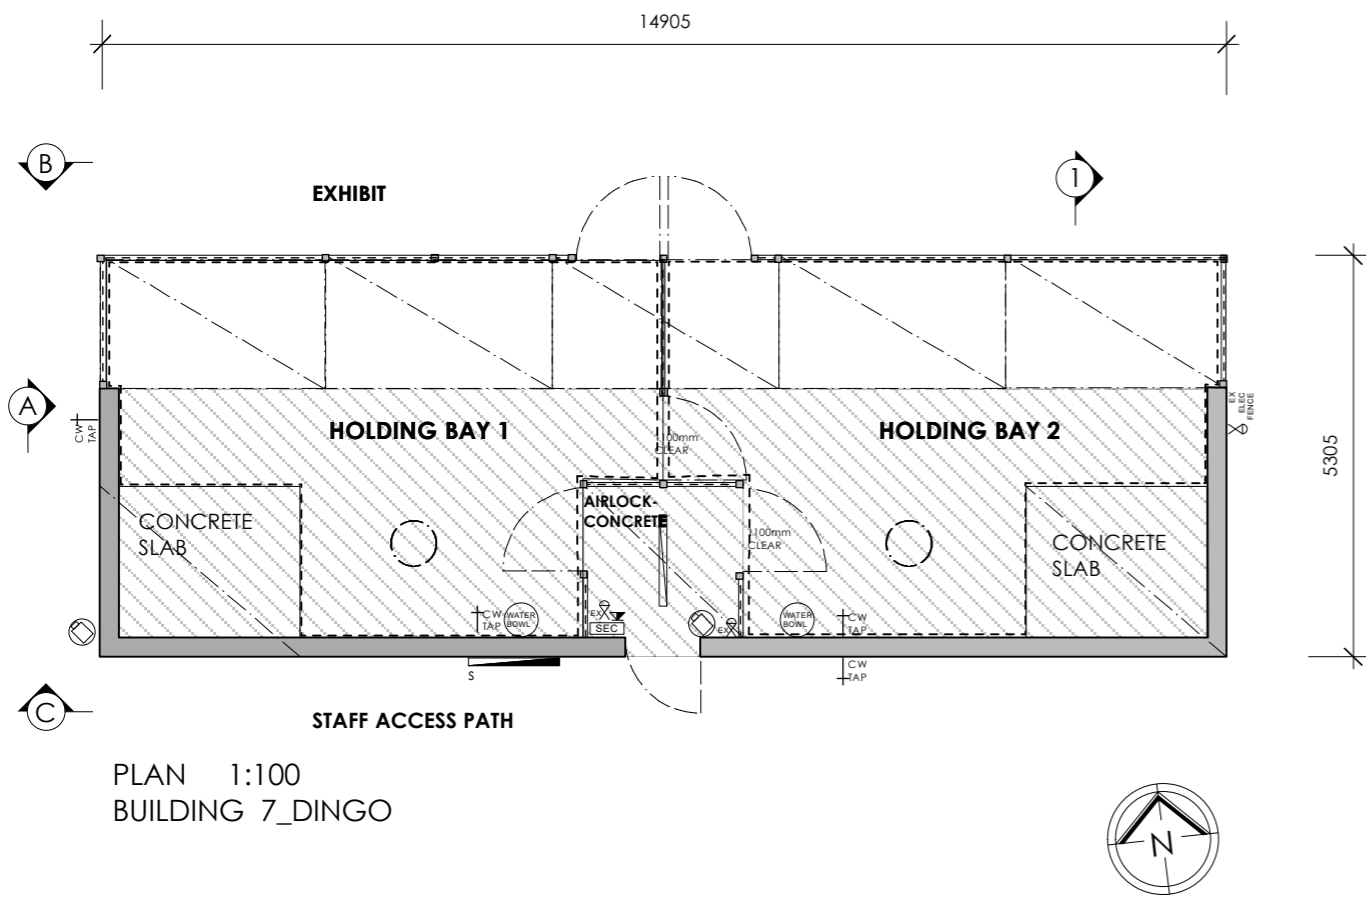 14905
B
1
EXHIBIT
A
CW
TAP
HOLDING BAY 1
HOLDING BAY 2
EX
ELEC
FENCE
5305
CLEAR
AIRLOCK-
CONCRETE
CONCRETE
SLAB
1100mm
CLEAR
CONCRETE
SLAB
CW
TAP
WATER
BOWL
EX
SEC
EX
WATER
BOWL
CW
TAP
CW
TAP
S
C
STAFF ACCESS PATH
PLAN 1:100
BUILDING 7_DINGO
N